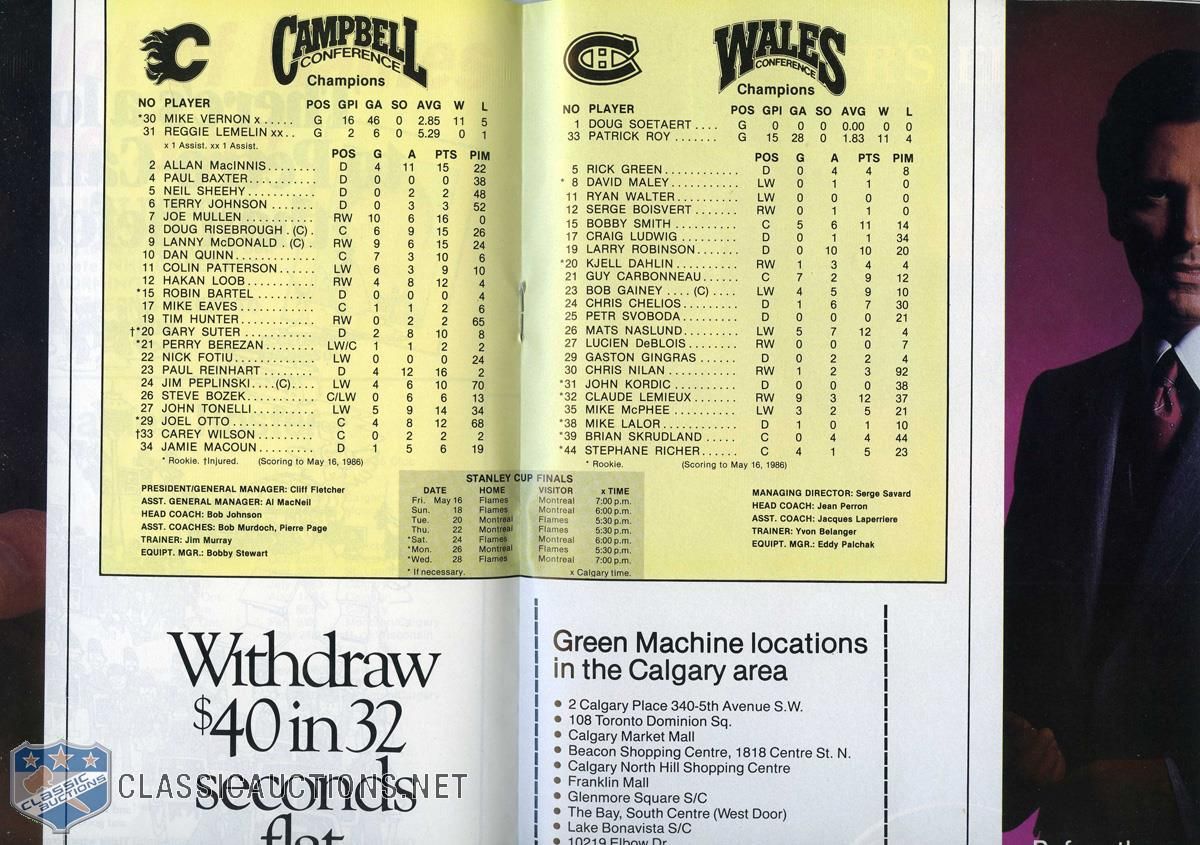 CAMPBELL
CONFERENCE
Champions
NO PLAYER POS GPI GA SO AVG W L
*30 MIKE VERNON x ..... G 16 46 0 2.85 11 5
31 REGGIE LEMELIN xx .. G 2 6 0 5.29 0 1
x 1 Assist. xx 1 Assist.
POS G A PTS PIM
2 ALLAN MacINNIS........ D 4 11 15 22
4 PAUL BAXTER.......... D 0 0 0 38
5 NEIL SHEEHY.......... D 0 2 2 48
6 TERRY JOHNSON ....... D 0 3 3 52
7 JOE MULLEN .......... RW 10 6 16 0
8 DOUG RISEBROUGH . (C) . C 6 9 15 26
9 LANNY McDONALD . (C) . RW 9 6 15 24
10 DAN QUINN ........... C 7 3 10 6
11 COLIN PATTERSON...... LW 6 3 9 10
12 HAKAN LOOB .......... RW 4 8 12 4
*15 ROBIN BARTEL ........ D 0 0 0 4
17 MIKE EAVES ........... C 1 1 2 6
19 TIM HUNTER........... RW 0 2 2 65
†*20 GARY SUTER .......... D 2 8 10 8
*21 PERRY BEREZAN....... LW/C 1 1 2 2
22 NICK FOTIU ........... LW 0 0 0 24
23 PAUL REINHART ....... D 4 12 16 2
24 JIM PEPLINSKI....(C).... LW 4 6 10 70
26 STEVE BOZEK.......... C/LW 0 6 6 13
27 JOHN TONELLI......... LW 5 9 14 34
*29 JOEL OTTO ............ C 4 8 12 68
†33 CAREY WILSON ........ C 0 2 2 2
34 JAMIE MACOUN ........ D 1 5 6 19
* Rookie. †Injured. (Scoring to May 16, 1986)
PRESIDENT/GENERAL MANAGER: Cliff Fletcher
ASST. GENERAL MANAGER: Al MacNeil
HEAD COACH: Bob Johnson
ASST. COACHES: Bob Murdoch, Pierre Page
TRAINER: Jim Murray
EQUIPT. MGR.: Bobby Stewart
WALES
CONFERENCE
Champions
NO PLAYER POS GPI GA SO AVG W L
1 DOUG SOETAERT .... G 0 0 0 0.00 0 0
33 PATRICK ROY ....... G 15 28 0 1.83 11 4
POS G A PTS PIM
5 RICK GREEN............ D 0 4 4 8
* 8 DAVID MALEY .......... LW 0 1 1 0
11 RYAN WALTER ......... LW 0 0 0 0
12 SERGE BOISVERT ...... RW 0 1 1 0
15 BOBBY SMITH ......... C 5 6 11 14
17 CRAIG LUDWIG ........ D 0 1 1 34
19 LARRY ROBINSON...... D 0 10 10 20
*20 KJELL DAHLIN ......... RW 1 3 4 4
21 GUY CARBONNEAU..... C 7 2 9 12
23 BOB GAINEY .... (C) .... LW 4 5 9 10
24 CHRIS CHELIOS........ D 1 6 7 30
25 PETR SVOBODA ....... D 0 0 0 21
26 MATS NASLUND ....... LW 5 7 12 4
27 LUCIEN DeBLOIS....... RW 0 0 0 7
29 GASTON GINGRAS ..... D 0 2 2 4
30 CHRIS NILAN .......... RW 1 2 3 92
*31 JOHN KORDIC ......... D 0 0 0 38
*32 CLAUDE LEMIEUX ..... RW 9 3 12 37
35 MIKE McPHEE ......... LW 3 2 5 21
*38 MIKE LALOR .......... D 1 0 1 10
*39 BRIAN SKRUDLAND ..... C 0 4 4 44
*44 STEPHANE RICHER ..... C 4 1 5 23
* Rookie. (Scoring to May 16, 1986)
MANAGING DIRECTOR: Serge Savard
HEAD COACH: Jean Perron
ASST. COACH: Jacques Laperriere
TRAINER: Yvon Belanger
EQUIPT. MGR.: Eddy Palchak
STANLEY CUP FINALS
DATE HOME VISITOR x TIME
Fri. May 16 Flames Montreal 7:00 p.m.
Sun. 18 Flames Montreal 6:00 p.m.
Tue. 20 Montreal Flames 5:30 p.m.
Thu. 22 Montreal Flames 5:30 p.m.
*Sat. 24 Flames Montreal 6:00 p.m.
*Mon. 26 Montreal Flames 5:30 p.m.
*Wed. 28 Flames Montreal 7:00 p.m.
* If necessary. x Calgary time.
Withdraw
$40 in 32
seconds
flat
Green Machine locations
in the Calgary area
• 2 Calgary Place 340-5th Avenue S.W.
• 108 Toronto Dominion Sq.
• Calgary Market Mall
• Beacon Shopping Centre, 1818 Centre St. N.
• Calgary North Hill Shopping Centre
• Franklin Mall
• Glenmore Square S/C
• The Bay, South Centre (West Door)
• Lake Bonavista S/C
• 10219 Elbow Dr.
CLASSIC
AUCTIONS
CLASSICAUCTIONS.NET